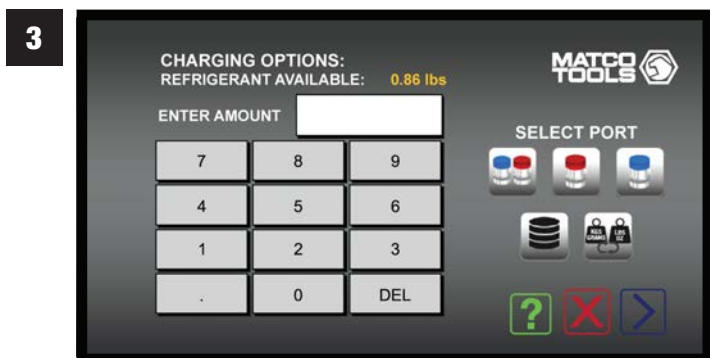 3
CHARGING OPTIONS:
REFRIGERANT AVAILABLE: 0.86 lbs
MATCO
TOOLS
ENTER AMOUNT
SELECT PORT
7 8 9
4 5 6
KGS LBS
GRAMS OZ
1 2 3
. 0 DEL
?